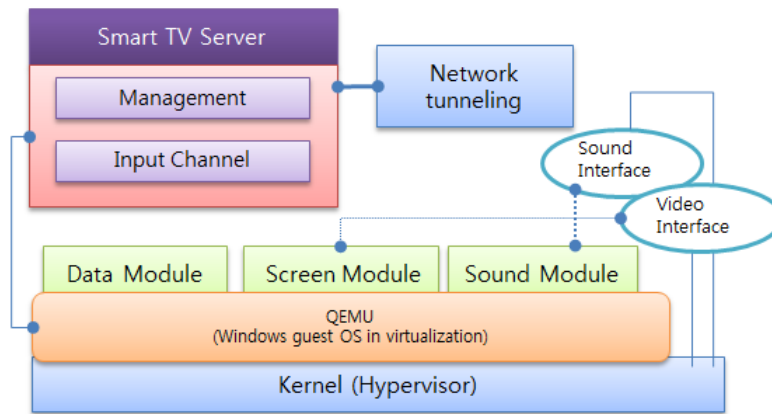 Smart TV Server
Management
Input Channel
Network
tunneling
Sound
Interface
Video
Interface
Data Module
Screen Module
Sound Module
QEMU
(Windows guest OS in virtualization)
Kernel (Hypervisor)